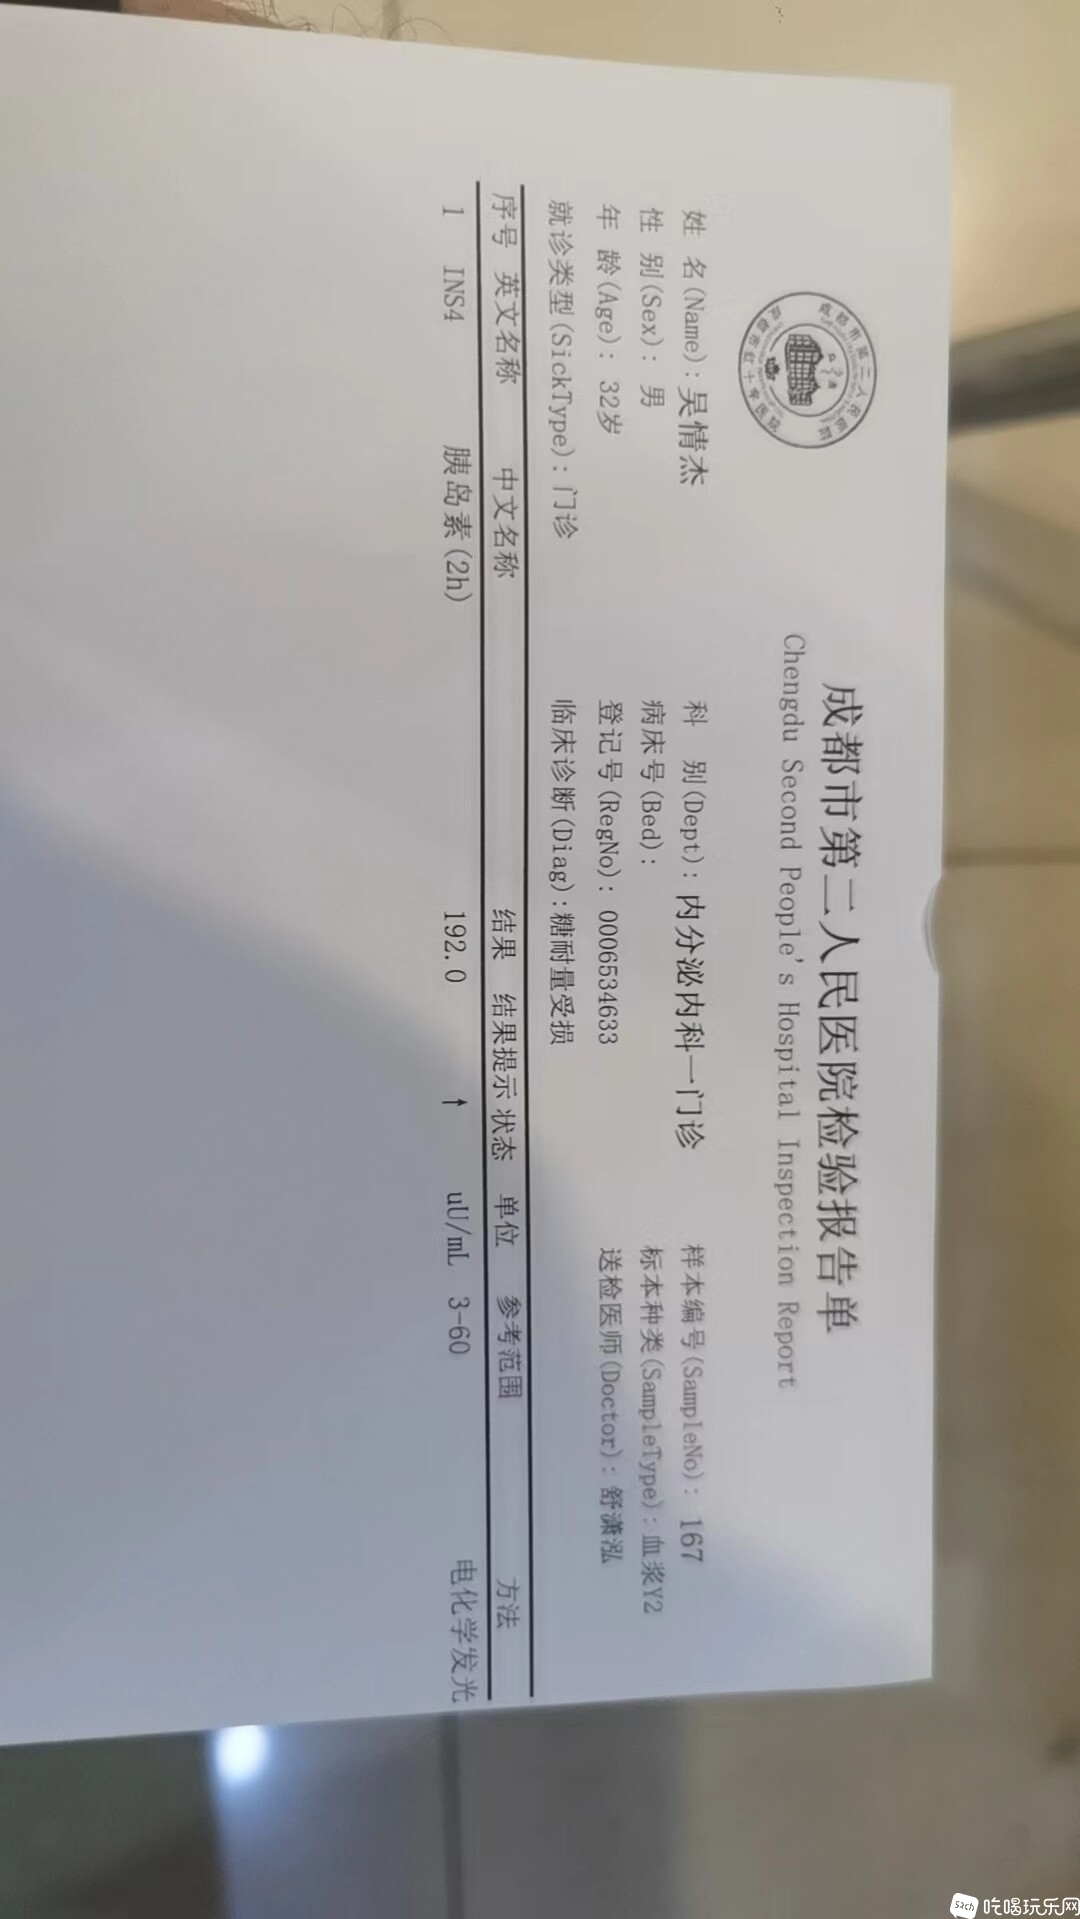 成都市第二人民医院检验报告单
Chengdu Second People's Hospital Inspection Report
姓 名(Name): 吴情杰 科 别(Dept): 内分泌内科一门诊 样本编号(SampleNo): 167
性 别(Sex): 男 病床号(Bed): 标本种类(SampleType): 血浆Y2
年 龄(Age): 32岁 登记号(RegNo): 0006534633 送检医师(Doctor): 舒潇泓
就诊类型(SickType): 门诊 临床诊断(Diag): 糖耐量受损
序号 英文名称 中文名称 结果 结果提示 状态 单位 参考范围 方法
1 INS4 胰岛素(2h) 192.0 ↑ uU/mL 3-60 电化学发光
52ch 吃喝玩乐网